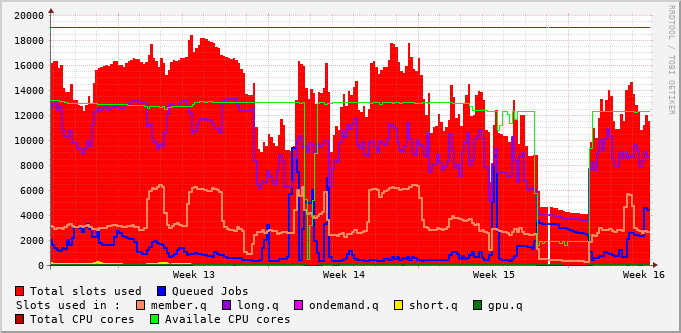 20000
18000
16000
14000
12000
10000
8000
6000
4000
2000
0
Week 13 Week 14 Week 15 Week 16
RRDTOOL / TOBI OETIKER
Total slots used Queued Jobs
Slots used in : member.q long.q ondemand.q short.q gpu.q
Total CPU cores Availale CPU cores